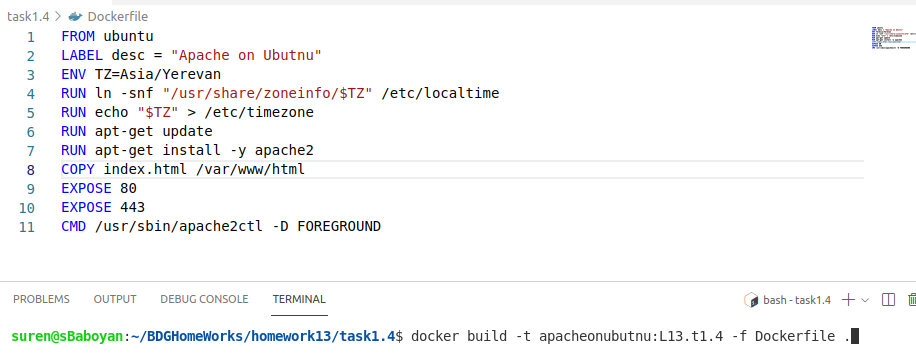 task1.4 > Dockerfile
1 FROM ubuntu
2 LABEL desc = "Apache on Ubutnu"
3 ENV TZ=Asia/Yerevan
4 RUN ln -snf "/usr/share/zoneinfo/$TZ" /etc/localtime
5 RUN echo "$TZ" > /etc/timezone
6 RUN apt-get update
7 RUN apt-get install -y apache2
8 COPY index.html /var/www/html
9 EXPOSE 80
10 EXPOSE 443
11 CMD /usr/sbin/apache2ctl -D FOREGROUND
PROBLEMS OUTPUT DEBUG CONSOLE TERMINAL bash - task1.4
suren@sBaboyan:~/BDGHomeWorks/homework13/task1.4$ docker build -t apacheonubutnu:L13.t1.4 -f Dockerfile .